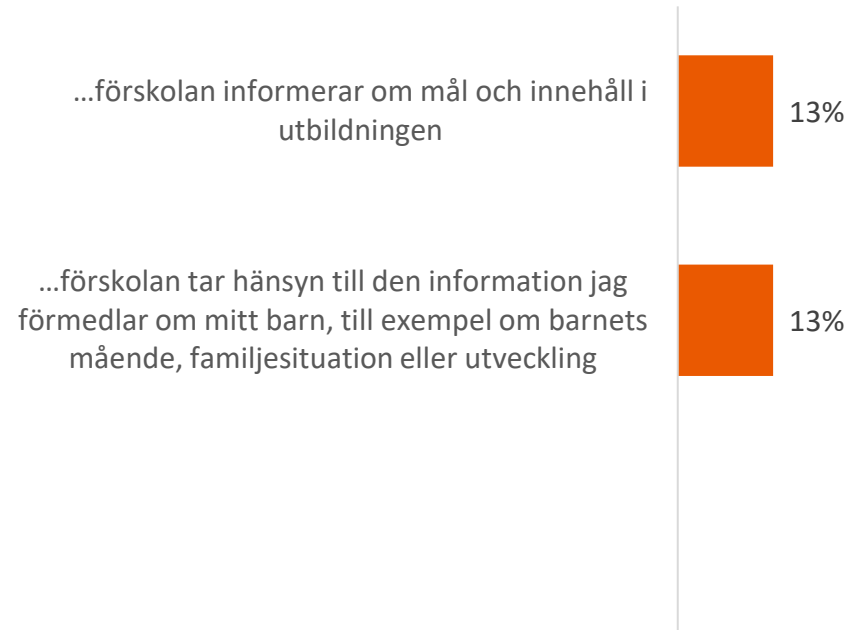 …förskolan informerar om mål och innehåll i
utbildningen
13%
…förskolan tar hänsyn till den information jag
förmedlar om mitt barn, till exempel om barnets
mående, familjesituation eller utveckling
13%